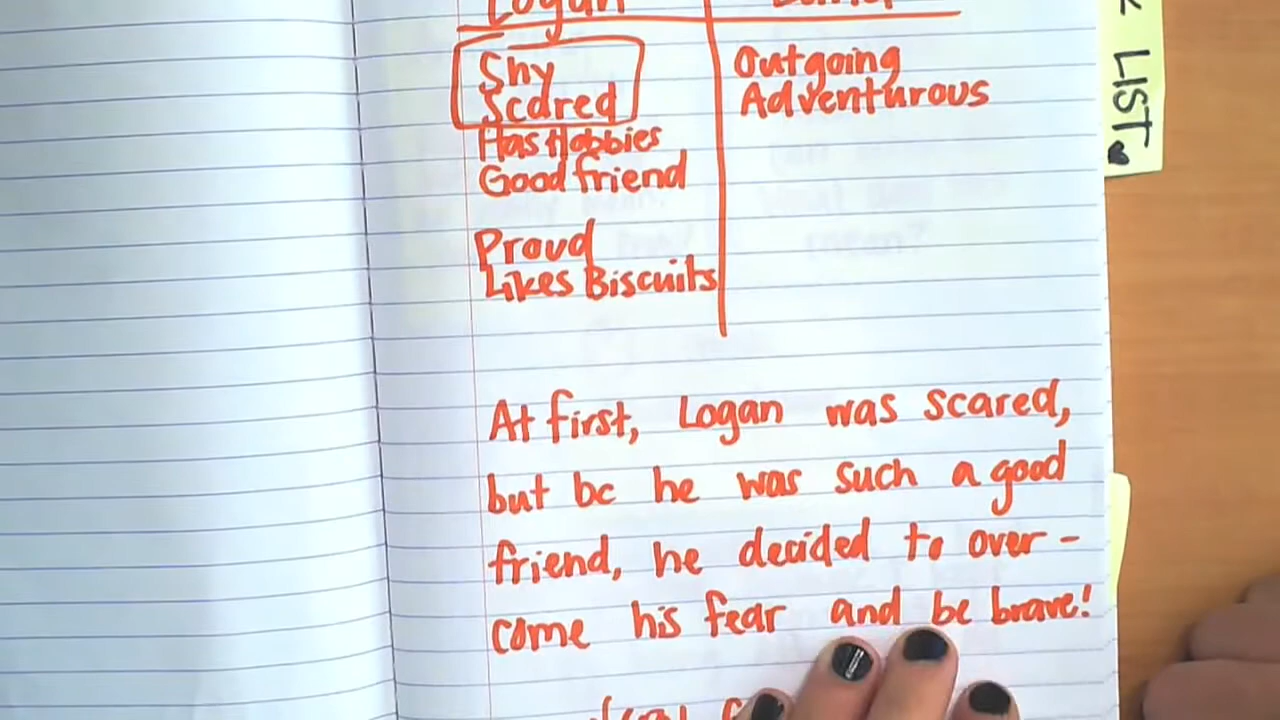 Logan
Shy
Scared
Has Hobbies
Good friend
Proud
Likes Biscuits
Outgoing
Adventurous
At first, Logan was scared,
but bc he was such a good
friend, he decided to over-
come his fear and be brave!
LIST